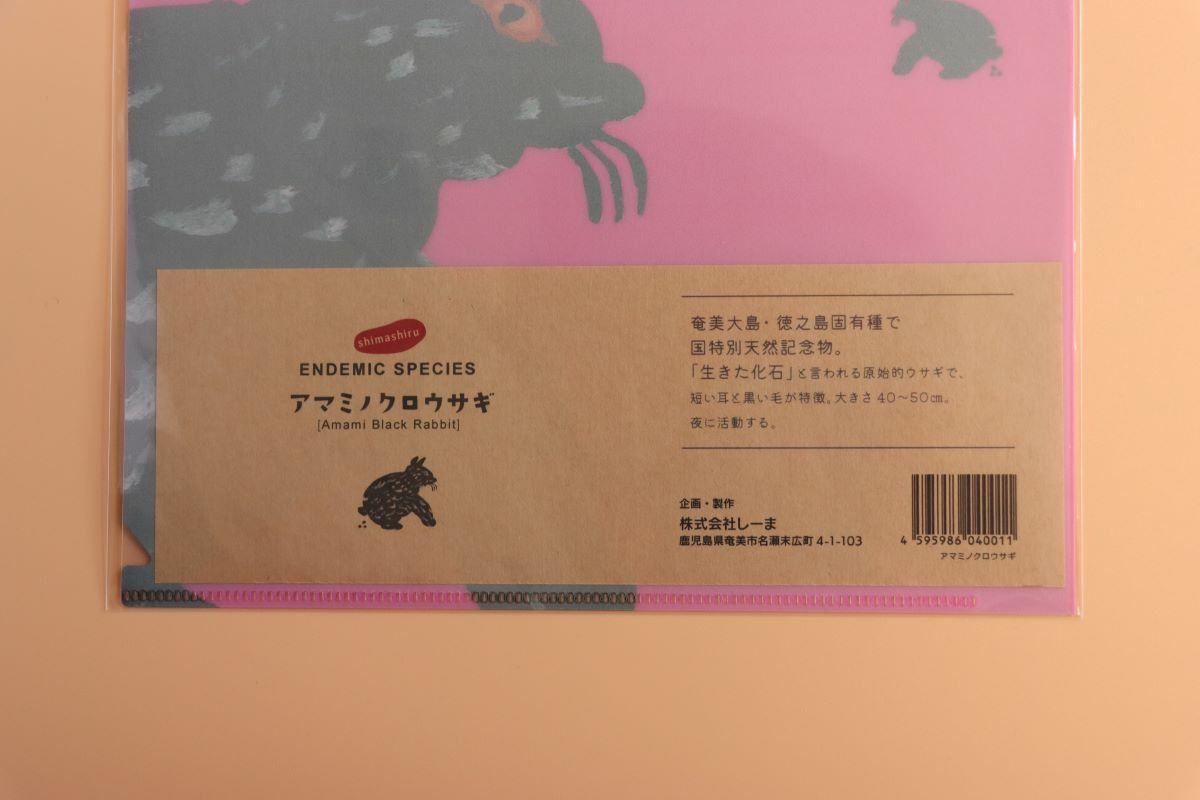 shimashiru
ENDEMIC SPECIES
アマミノクロウサギ
[Amami Black Rabbit]
奄美大島・徳之島固有種で
国特別天然記念物。
「生きた化石」と言われる原始的ウサギで、
短い耳と黒い毛が特徴。大きさ40〜50cm。
夜に活動する。
企画・製作
株式会社しーま
鹿児島県奄美市名瀬末広町4-1-103
4 595986 040011
アマミノクロウサギ